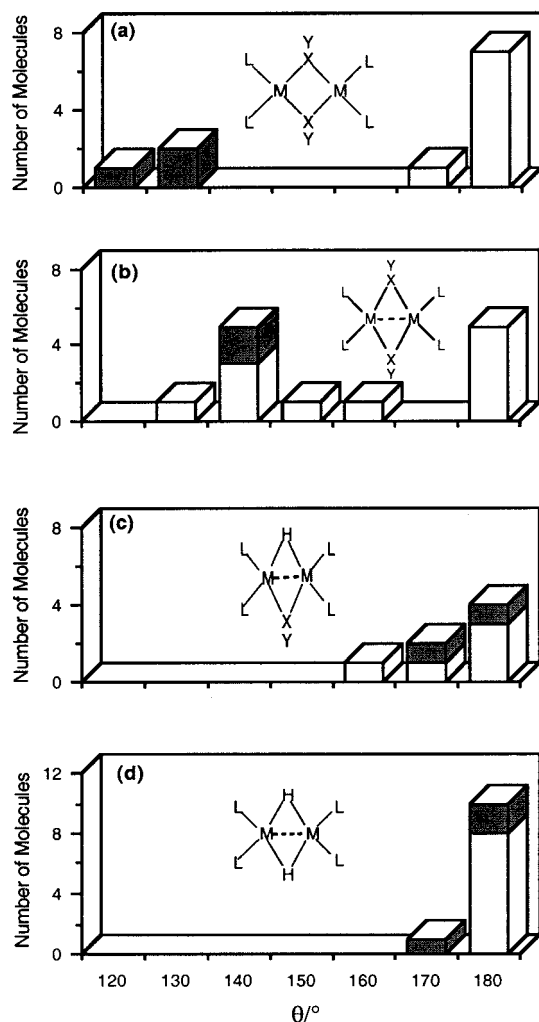 (a)
Number of Molecules
8
4
0
Y
L X L
M M
L X L
Y
(b)
Number of Molecules
8
4
0
Y
X
L L
M M
L L
X
Y
(c)
Number of Molecules
8
4
0
H
L L
M M
L L
X
Y
(d)
Number of Molecules
12
8
4
0
H
L L
M M
L L
H
120 130 140 150 160 170 180
θ/°